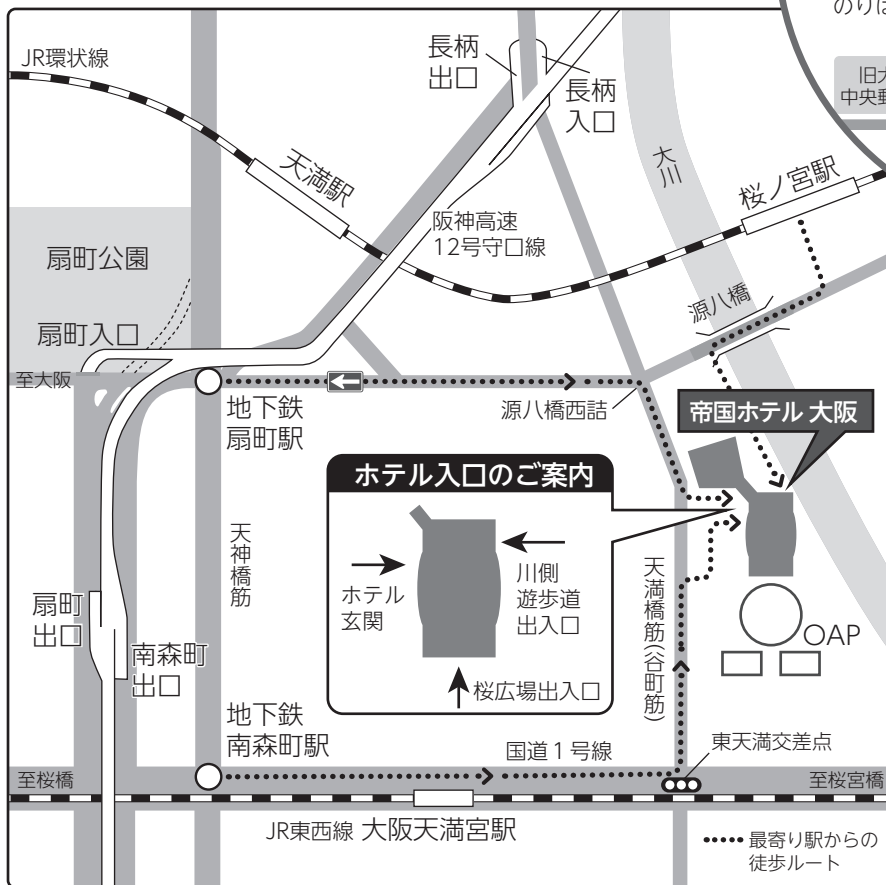 のりば
旧大
中央郵
JR環状線
長柄
出口
長柄
入口
大川
天満駅
桜ノ宮駅
阪神高速
12号守口線
扇町公園
源八橋
扇町入口
至大阪
地下鉄
扇町駅
源八橋西詰
帝国ホテル 大阪
ホテル入口のご案内
ホテル
玄関
川側
遊歩道
出入口
桜広場出入口
天神橋筋
天満橋筋(谷町筋)
扇町
出口
南森町
出口
OAP
地下鉄
南森町駅
国道1号線
東天満交差点
至桜橋
至桜宮橋
JR東西線 大阪天満宮駅
最寄り駅からの
徒歩ルート